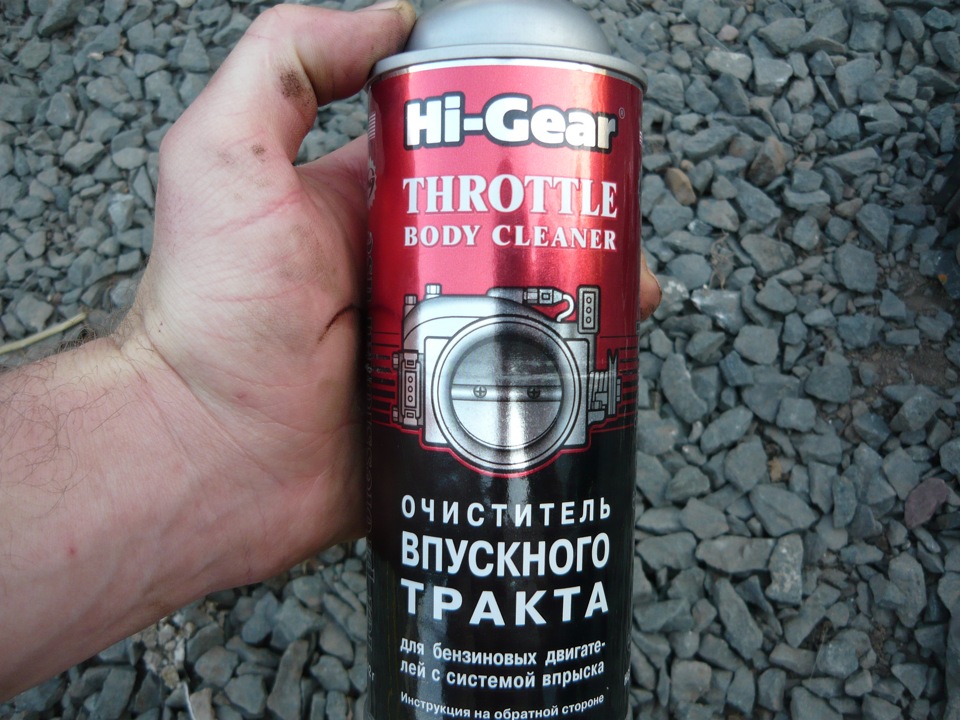 Hi-Gear®
THROTTLE
BODY CLEANER
ОЧИСТИТЕЛЬ
ВПУСКНОГО
ТРАКТА
для бензиновых двигате-
лей с системой впрыска
Инструкция на обратной стороне